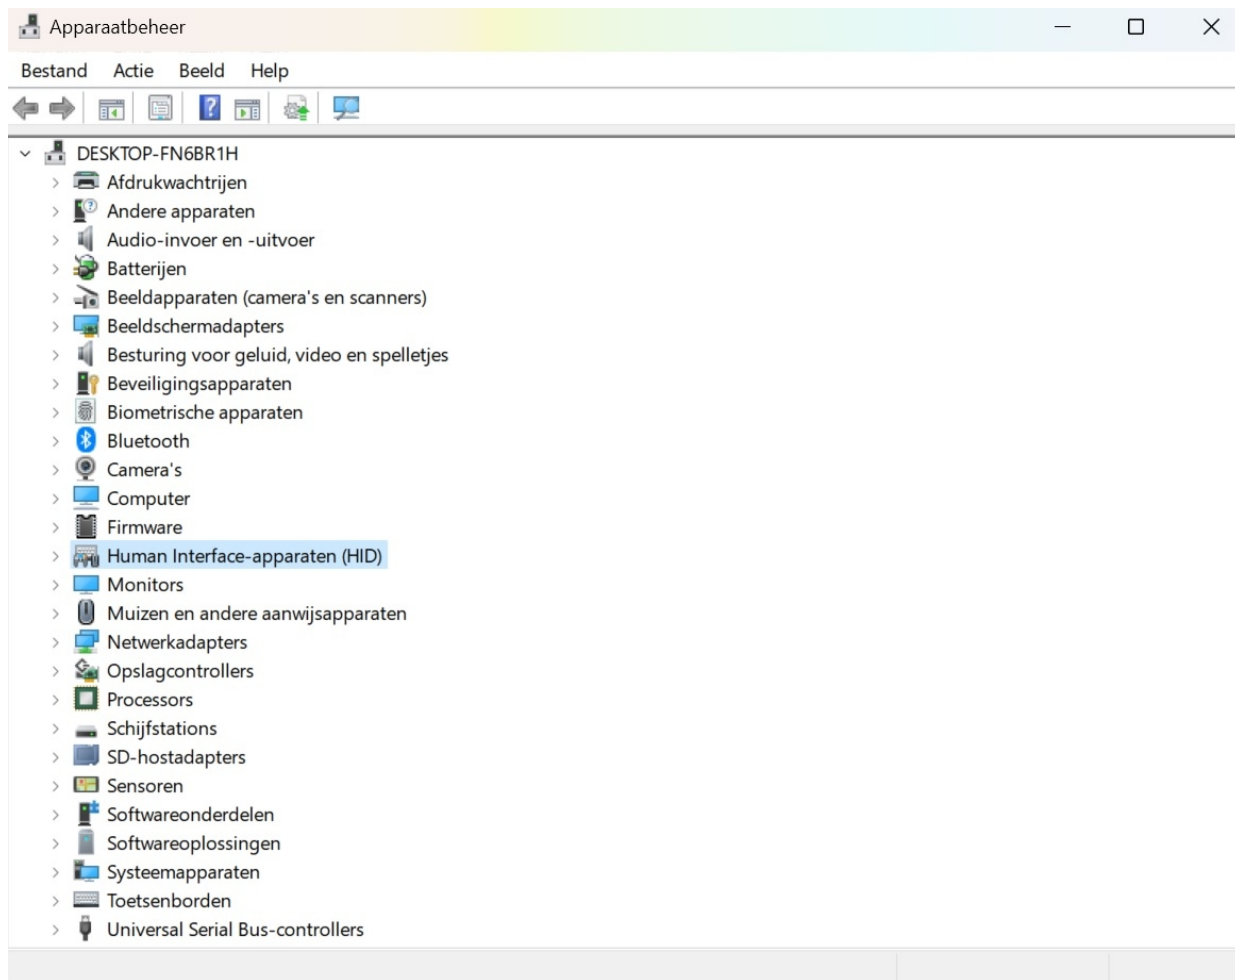 Apparaatbeheer
Bestand Actie Beeld Help
DESKTOP-FN6BR1H
Afdrukwachtrijen
Andere apparaten
Audio-invoer en -uitvoer
Batterijen
Beeldapparaten (camera's en scanners)
Beeldschermadapters
Besturing voor geluid, video en spelletjes
Beveiligingsapparaten
Biometrische apparaten
Bluetooth
Camera's
Computer
Firmware
Human Interface-apparaten (HID)
Monitors
Muizen en andere aanwijsapparaten
Netwerkadapters
Opslagcontrollers
Processors
Schijfstations
SD-hostadapters
Sensoren
Softwareonderdelen
Softwareoplossingen
Systeemapparaten
Toetsenborden
Universal Serial Bus-controllers